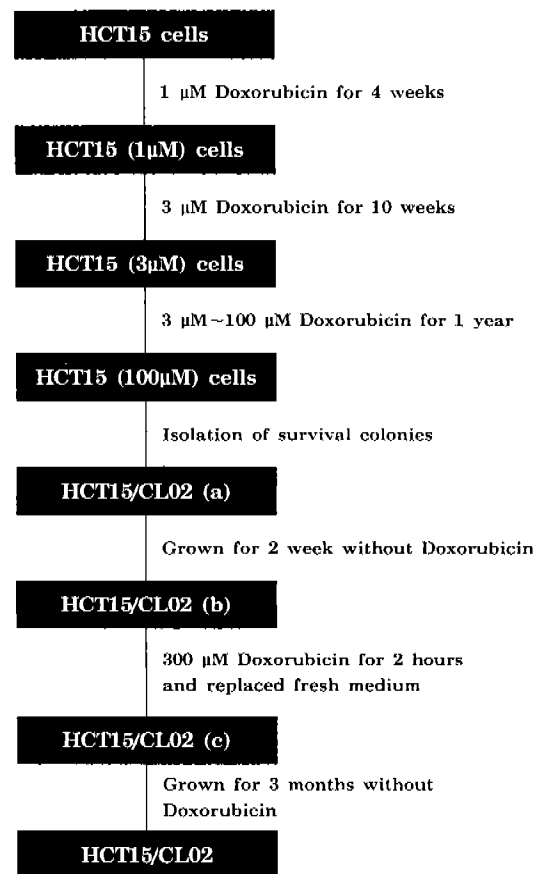 HCT15 cells
1 µM Doxorubicin for 4 weeks
HCT15 (1µM) cells
3 µM Doxorubicin for 10 weeks
HCT15 (3µM) cells
3 µM~100 µM Doxorubicin for 1 year
HCT15 (100µM) cells
Isolation of survival colonies
HCT15/CL02 (a)
Grown for 2 week without Doxorubicin
HCT15/CL02 (b)
300 µM Doxorubicin for 2 hours
and replaced fresh medium
HCT15/CL02 (c)
Grown for 3 months without
Doxorubicin
HCT15/CL02